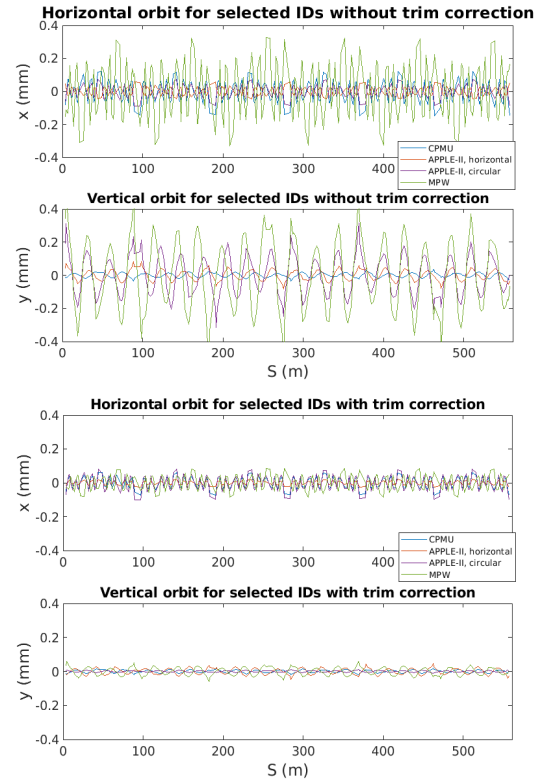 Horizontal orbit for selected IDs without trim correction
0.4
0.2
0
-0.2
-0.4
x (mm)
0 100 200 300 400 500
CPMU
APPLE-II, horizontal
APPLE-II, circular
MPW
Vertical orbit for selected IDs without trim correction
0.4
0.2
0
-0.2
-0.4
y (mm)
0 100 200 300 400 500
S (m)
Horizontal orbit for selected IDs with trim correction
0.4
0.2
0
-0.2
-0.4
x (mm)
0 100 200 300 400 500
CPMU
APPLE-II, horizontal
APPLE-II, circular
MPW
Vertical orbit for selected IDs with trim correction
0.4
0.2
0
-0.2
-0.4
y (mm)
0 100 200 300 400 500
S (m)